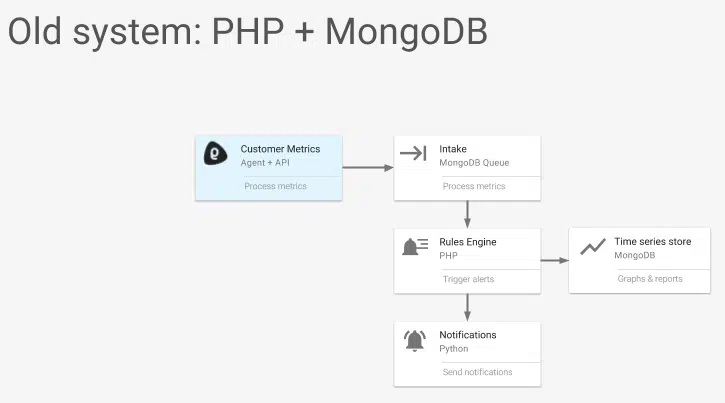 Old system: PHP + MongoDB
Customer Metrics
Agent + API
Process metrics
Intake
MongoDB Queue
Process metrics
Rules Engine
PHP
Trigger alerts
Time series store
MongoDB
Graphs & reports
Notifications
Python
Send notifications